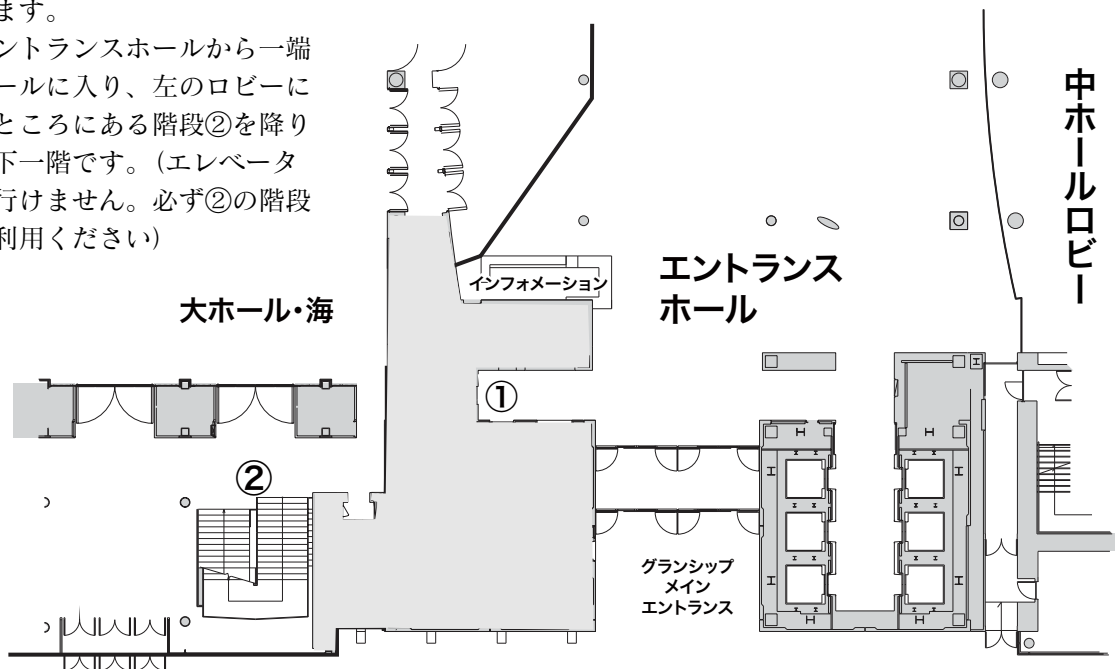 ます。
ントランスホールから一端
ールに入り、左のロビーに
ところにある階段②を降り
下一階です。（エレベータ
行けません。必ず②の階段
利用ください）
中ホールロビー
エントランス
ホール
インフォメーション
大ホール・海
①
②
グランシップ
メイン
エントランス